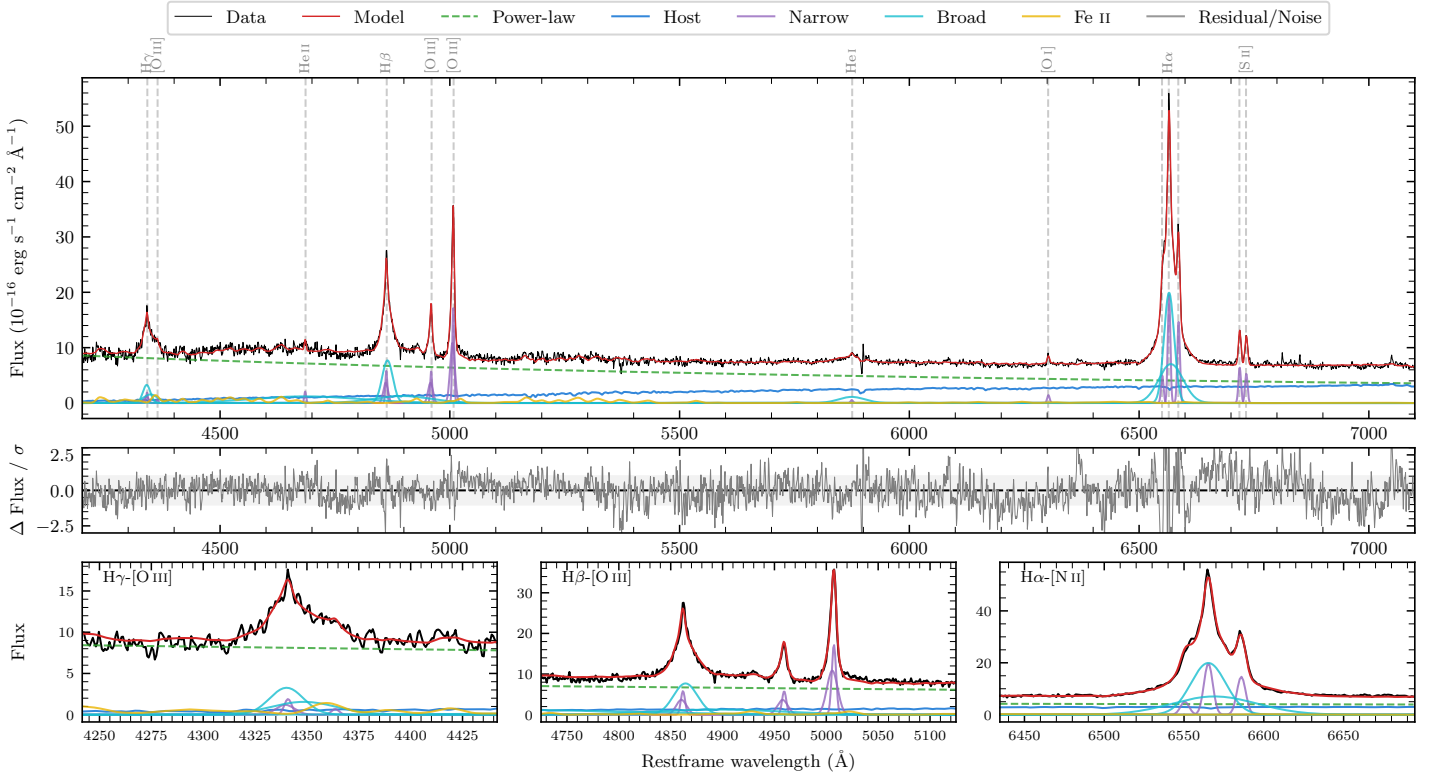 Data Model Power-law Host Narrow Broad Fe II Residual/Noise
Hγ [O III] He II Hβ [O III] [O III] He I [O I] Hα [S II]
Flux (10⁻¹⁶ erg s⁻¹ cm⁻² Å⁻¹)
50
40
30
20
10
0
4500 5000 5500 6000 6500 7000
Δ Flux / σ
2.5
0.0
−2.5
4500 5000 5500 6000 6500 7000
Flux
Hγ-[O III]
15
10
5
0
4250 4275 4300 4325 4350 4375 4400 4425
Hβ-[O III]
30
20
10
0
4750 4800 4850 4900 4950 5000 5050 5100
Hα-[N II]
40
20
0
6450 6500 6550 6600 6650
Restframe wavelength (Å)